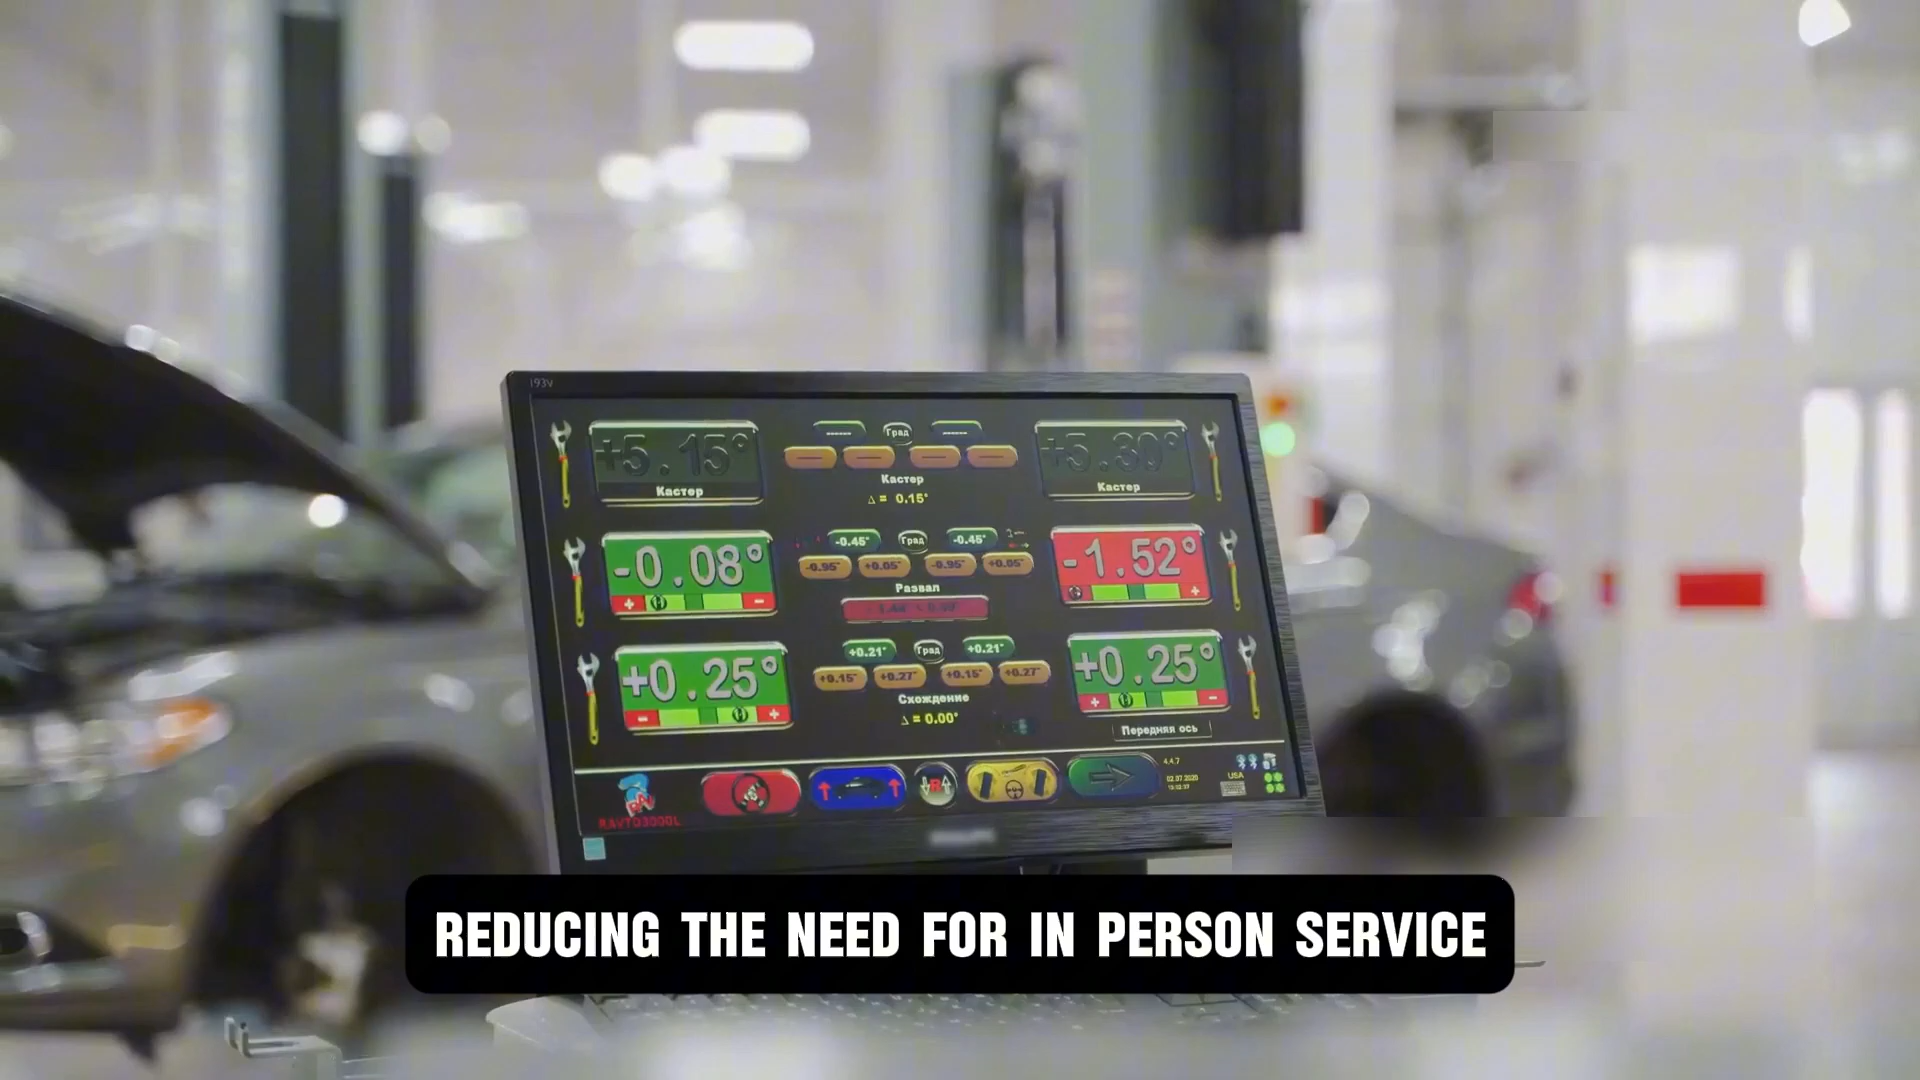 193V
+5.15° ----- Град ----- +5.30°
Кастер Кастер Кастер
Δ = 0.15°
-0.08° -0.45° Град -0.45° -1.52°
-0.95° +0.05° -0.95° +0.05°
Развал
+0.25° +0.21° Град +0.21° +0.25°
+0.15° +0.27° +0.15° +0.27°
Схождение
Δ = 0.00°
Передняя ось
4.4.7
USA
02.07.2020
RAVTO3000L
REDUCING THE NEED FOR IN PERSON SERVICE